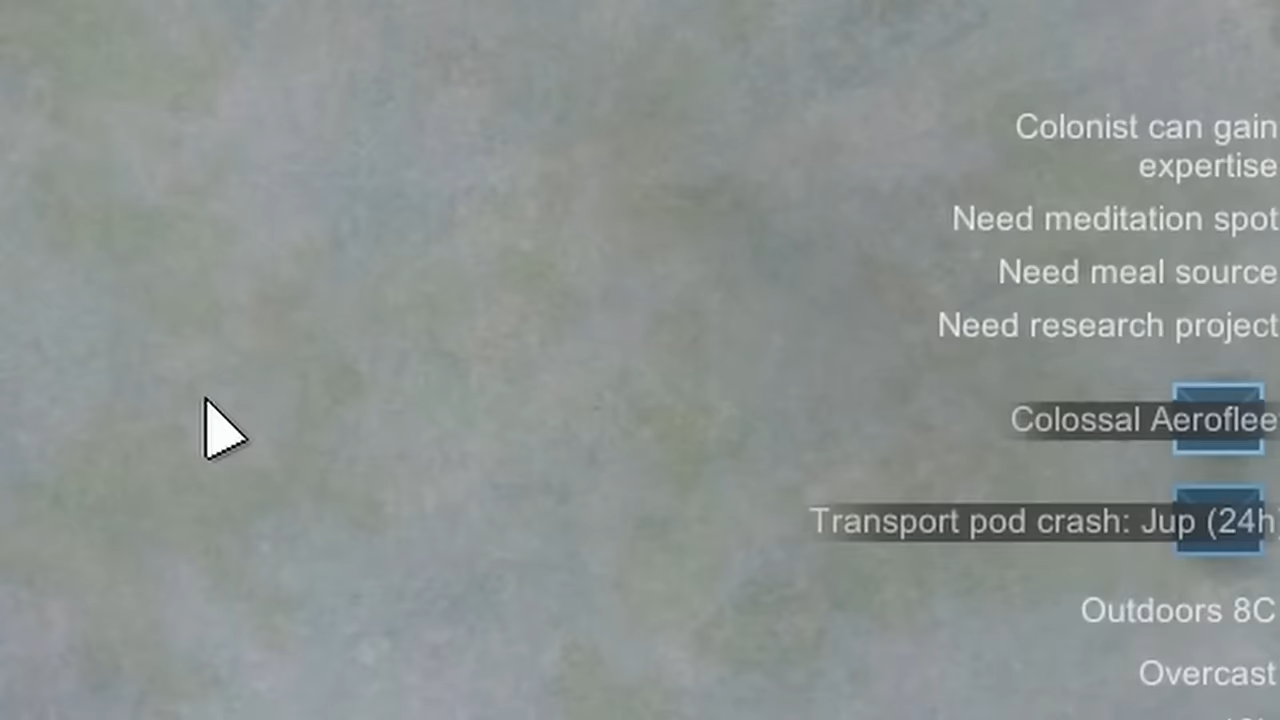 Colonist can gain
expertise
Need meditation spot
Need meal source
Need research project
Colossal Aeroflee
Transport pod crash: Jup (24h)
Outdoors 8C
Overcast